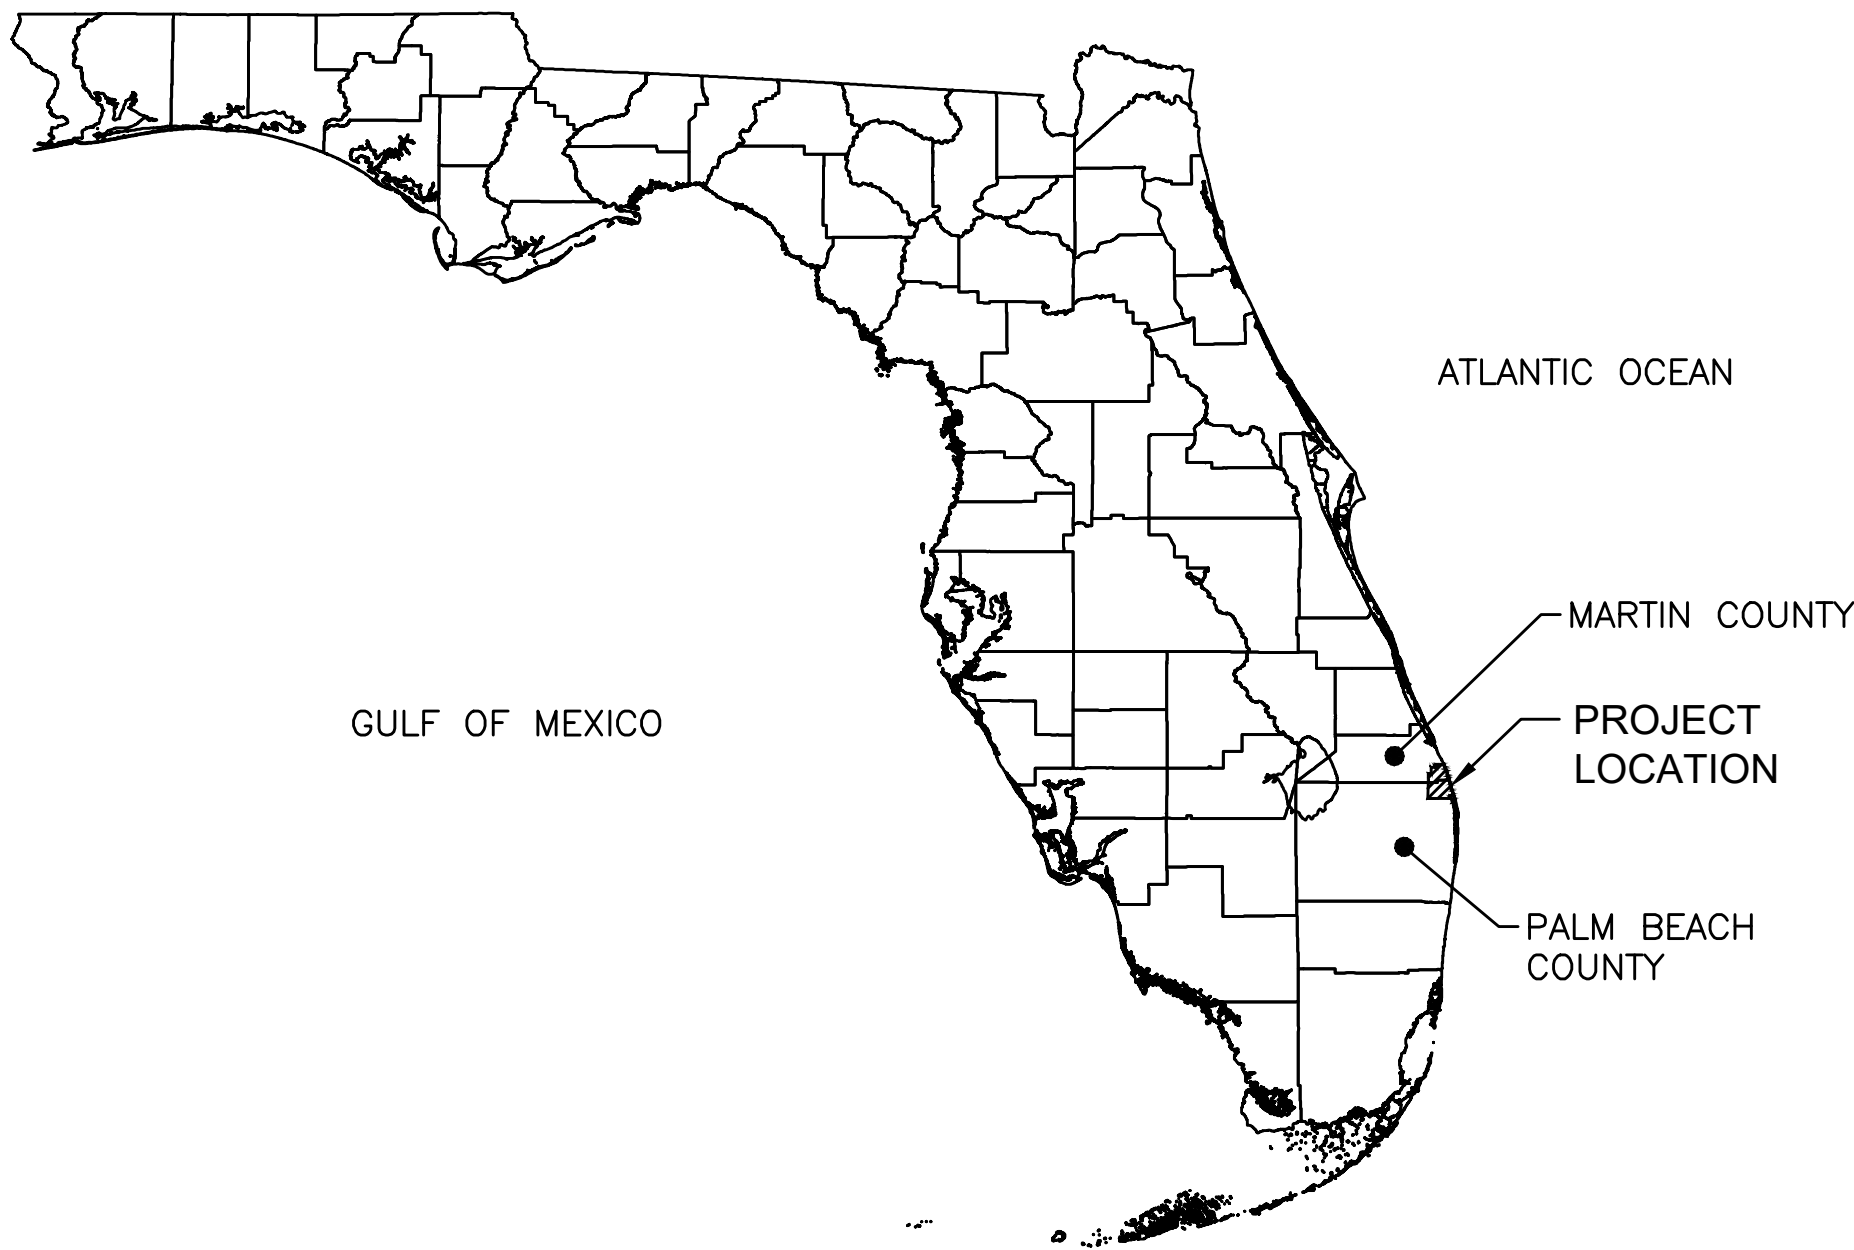 ATLANTIC OCEAN
MARTIN COUNTY
PROJECT
LOCATION
GULF OF MEXICO
PALM BEACH
COUNTY